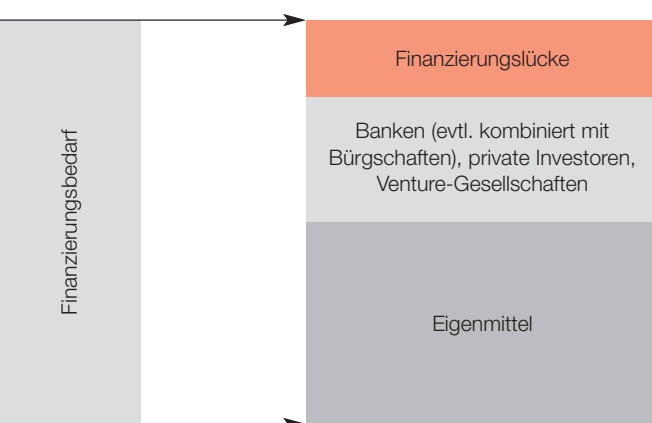 Finanzierungsbedarf
Finanzierungslücke
Banken (evtl. kombiniert mit
Bürgschaften), private Investoren,
Venture-Gesellschaften
Eigenmittel